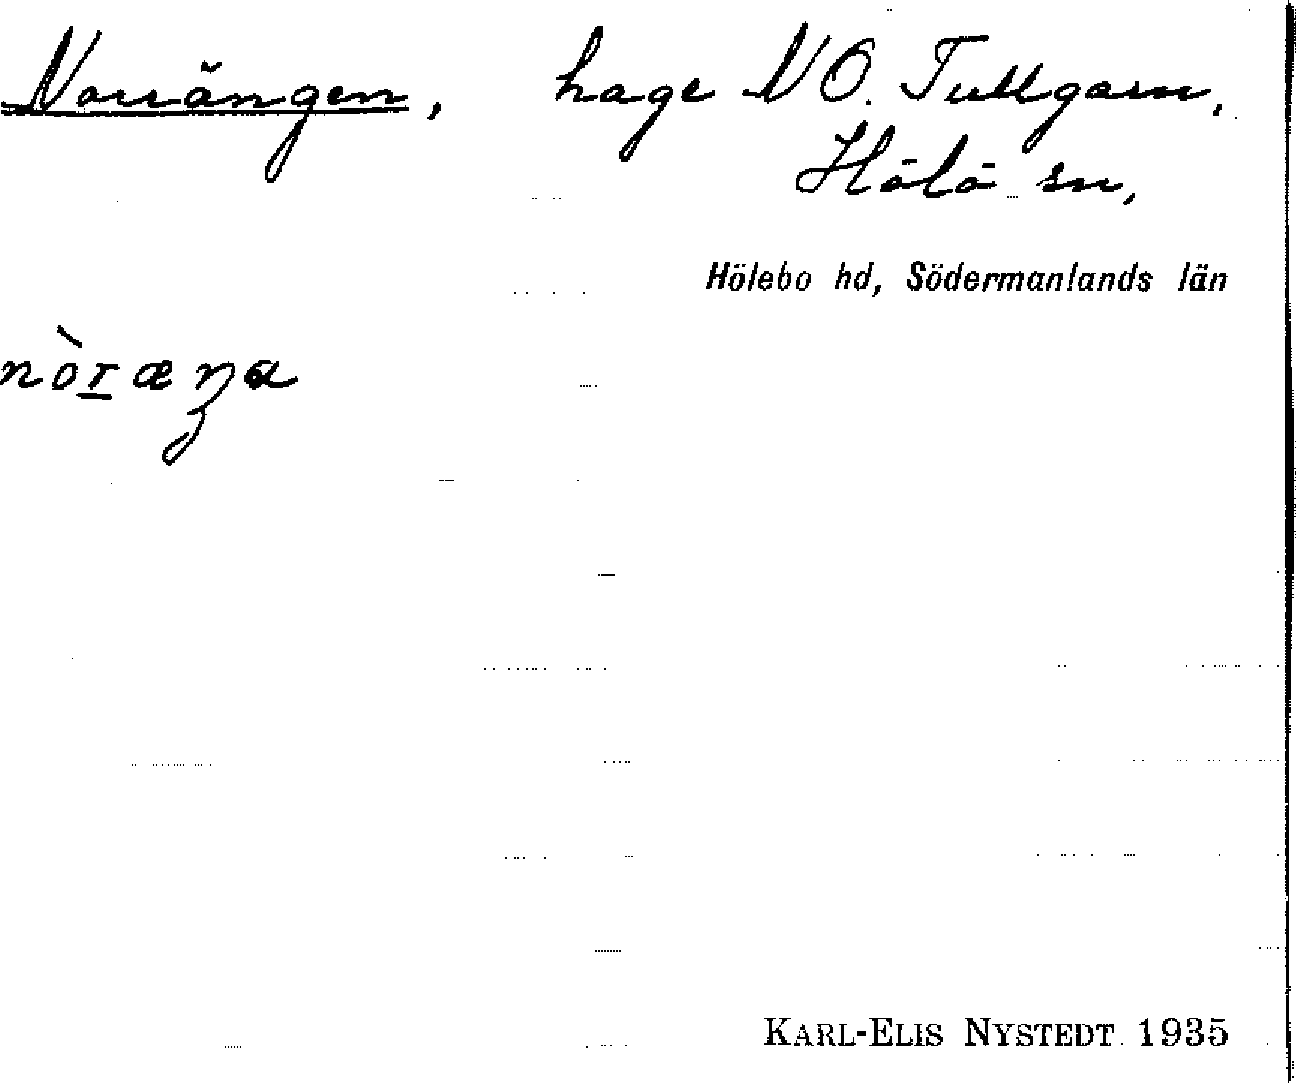 Norrängen, hage NO. Tullgarn,
Hölö sn,
Hölebo hd, Södermanlands län
nòræŋa
KARL-ELIS NYSTEDT 1935